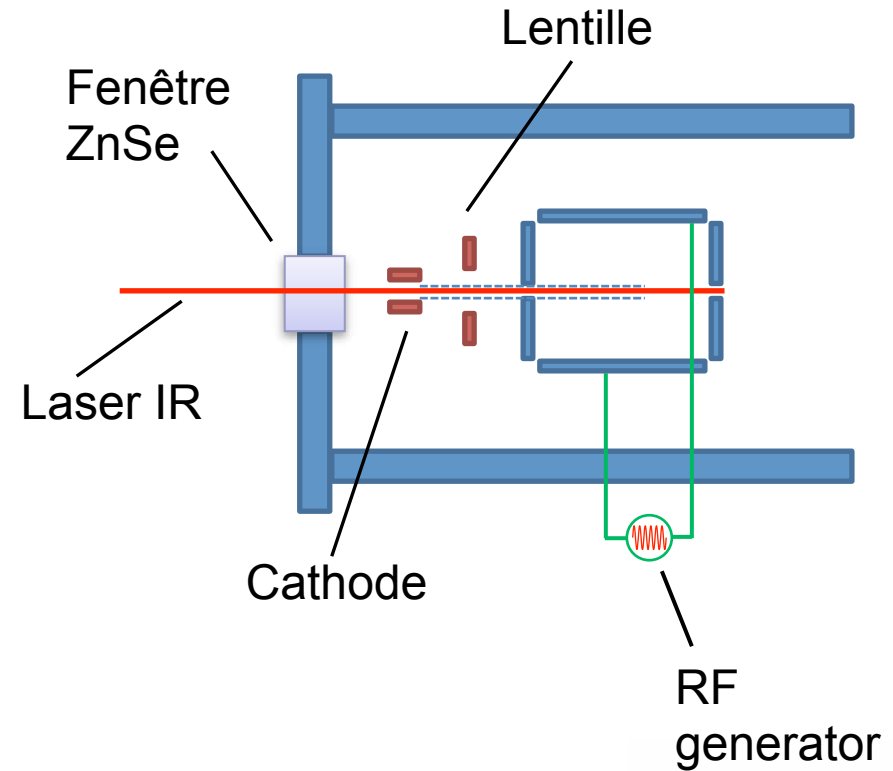 Lentille
Fenêtre
ZnSe
Laser IR
Cathode
RF
generator